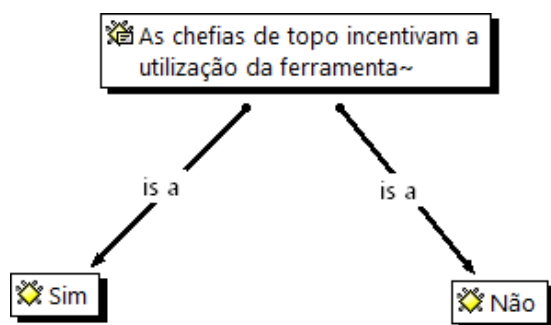 As chefias de topo incentivam a
utilização da ferramenta~
is a
is a
Sim
Não